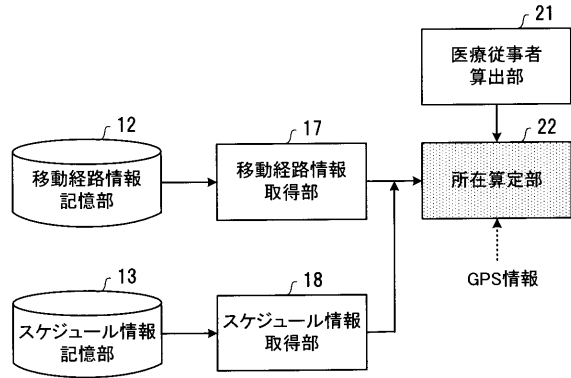 21
医療従事者
算出部
12
17
22
移動経路情報
記憶部
移動経路情報
取得部
所在算定部
13
18
GPS情報
スケジュール情報
記憶部
スケジュール情報
取得部